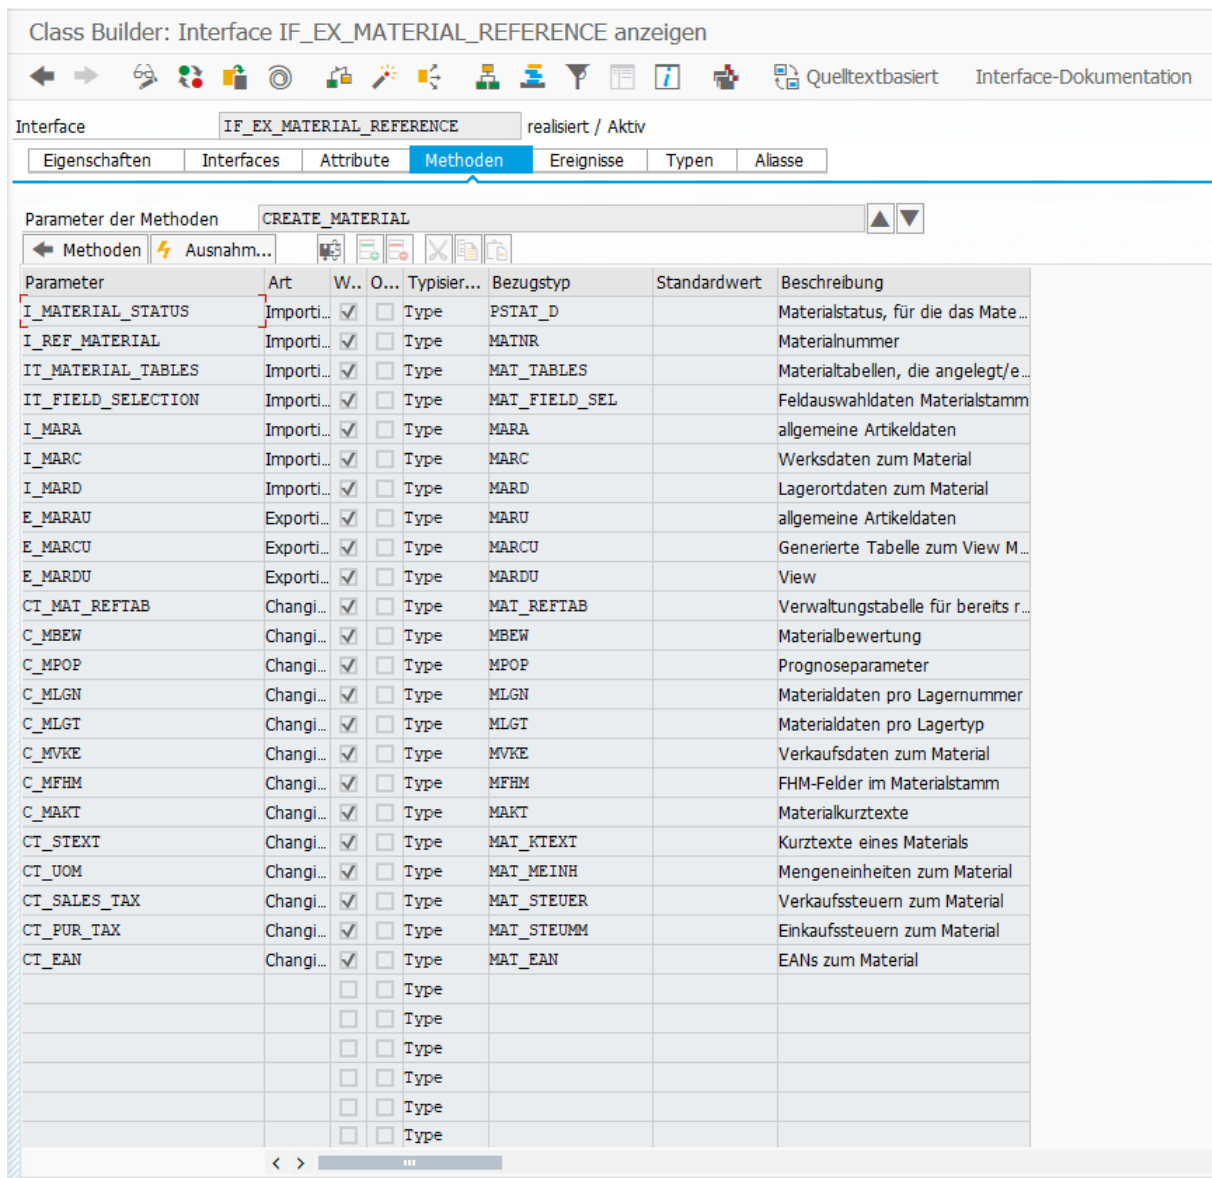 Class Builder: Interface IF_EX_MATERIAL_REFERENCE anzeigen
Quelltextbasiert Interface-Dokumentation
Interface IF_EX_MATERIAL_REFERENCE realisiert / Aktiv
Eigenschaften Interfaces Attribute Methoden Ereignisse Typen Aliasse
Parameter der Methoden CREATE_MATERIAL
Methoden Ausnahm...
Parameter Art W.. O... Typisier... Bezugstyp Standardwert Beschreibung
I_MATERIAL_STATUS Importi... Type PSTAT_D Materialstatus, für die das Mate...
I_REF_MATERIAL Importi... Type MATNR Materialnummer
IT_MATERIAL_TABLES Importi... Type MAT_TABLES Materialtabellen, die angelegt/e...
IT_FIELD_SELECTION Importi... Type MAT_FIELD_SEL Feldauswahldaten Materialstamm
I_MARA Importi... Type MARA allgemeine Artikeldaten
I_MARC Importi... Type MARC Werksdaten zum Material
I_MARD Importi... Type MARD Lagerortdaten zum Material
E_MARAU Exporti... Type MARU allgemeine Artikeldaten
E_MARCU Exporti... Type MARCU Generierte Tabelle zum View M...
E_MARDU Exporti... Type MARDU View
CT_MAT_REFTAB Changi... Type MAT_REFTAB Verwaltungstabelle für bereits r...
C_MBEW Changi... Type MBEW Materialbewertung
C_MPOP Changi... Type MPOP Prognoseparameter
C_MLGN Changi... Type MLGN Materialdaten pro Lagernummer
C_MLGT Changi... Type MLGT Materialdaten pro Lagertyp
C_MVKE Changi... Type MVKE Verkaufsdaten zum Material
C_MFHM Changi... Type MFHM FHM-Felder im Materialstamm
C_MAKT Changi... Type MAKT Materialkurztexte
CT_STEXT Changi... Type MAT_KTEXT Kurztexte eines Materials
CT_UOM Changi... Type MAT_MEINH Mengeneinheiten zum Material
CT_SALES_TAX Changi... Type MAT_STEUER Verkaufssteuern zum Material
CT_PUR_TAX Changi... Type MAT_STEUMM Einkaufssteuern zum Material
CT_EAN Changi... Type MAT_EAN EANs zum Material
Type
Type
Type
Type
Type
Type